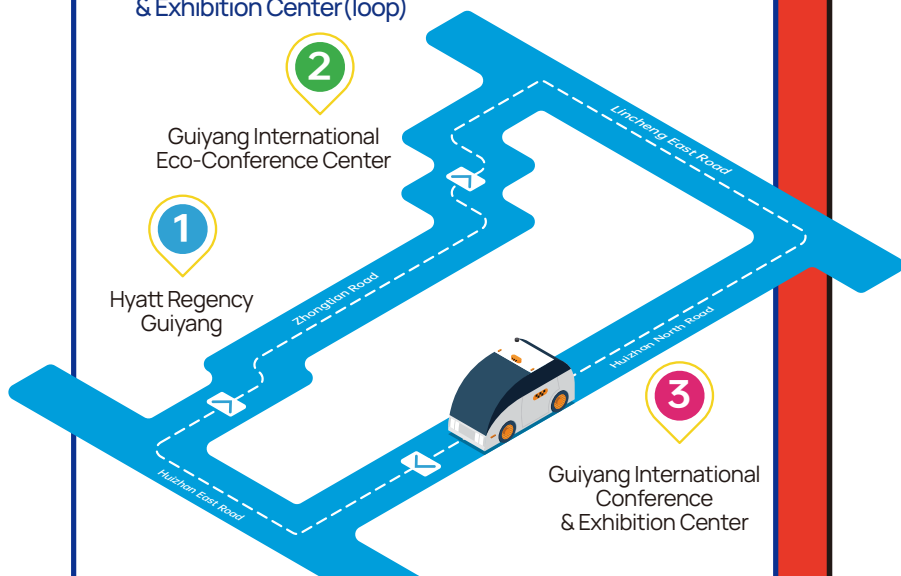 & Exhibition Center(loop)
2
Guiyang International
Eco-Conference Center
Lincheng East Road
1
Hyatt Regency
Guiyang
Zhongtian Road
Huizhan North Road
3
Guiyang International
Conference
& Exhibition Center
Huizhan East Road